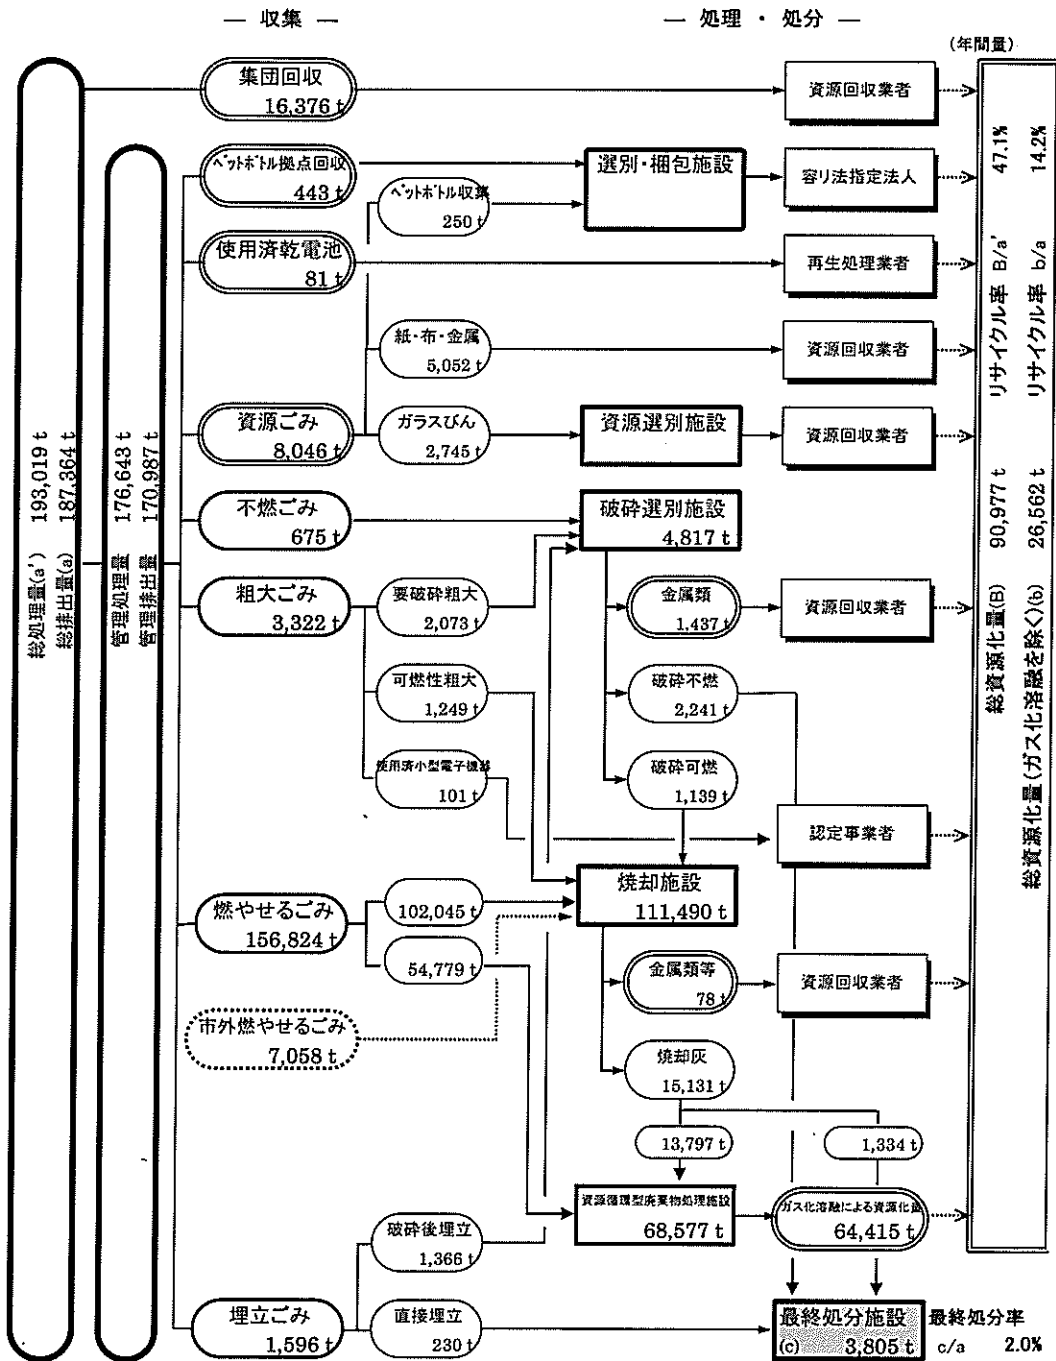 ― 収集 ―
― 処理・処分 ―
(年間量)
集団回収
16,376 t
資源回収業者
ペットボトル拠点回収
443 t
ペットボトル収集
250 t
選別・梱包施設
容リ法指定法人
使用済乾電池
81 t
再生処理業者
紙・布・金属
5,052 t
資源回収業者
資源ごみ
8,046 t
ガラスびん
2,745 t
資源選別施設
資源回収業者
不燃ごみ
675 t
破砕選別施設
4,817 t
粗大ごみ
3,322 t
要破砕粗大
2,073 t
金属類
1,437 t
資源回収業者
可燃性粗大
1,249 t
破砕不燃
2,241 t
使用済小型電子機器
101 t
破砕可燃
1,139 t
認定事業者
燃やせるごみ
156,824 t
102,045 t
54,779 t
焼却施設
111,490 t
金属類等
78 t
資源回収業者
市外燃やせるごみ
7,058 t
焼却灰
15,131 t
13,797 t
1,334 t
資源循環型廃棄物処理施設
68,577 t
ガス化溶融による資源化量
64,415 t
破砕後埋立
1,366 t
埋立ごみ
1,596 t
直接埋立
230 t
最終処分施設
(c) 3,805 t
最終処分率
c/a 2.0%
総処理量(a') 193,019 t
総排出量(a) 187,364 t
管理処理量 176,643 t
管理排出量 170,987 t
総資源化量(B) 90,977 t リサイクル率 B/a' 47.1%
総資源化量(ガス化溶融を除く)(b) 26,562 t リサイクル率 b/a 14.2%